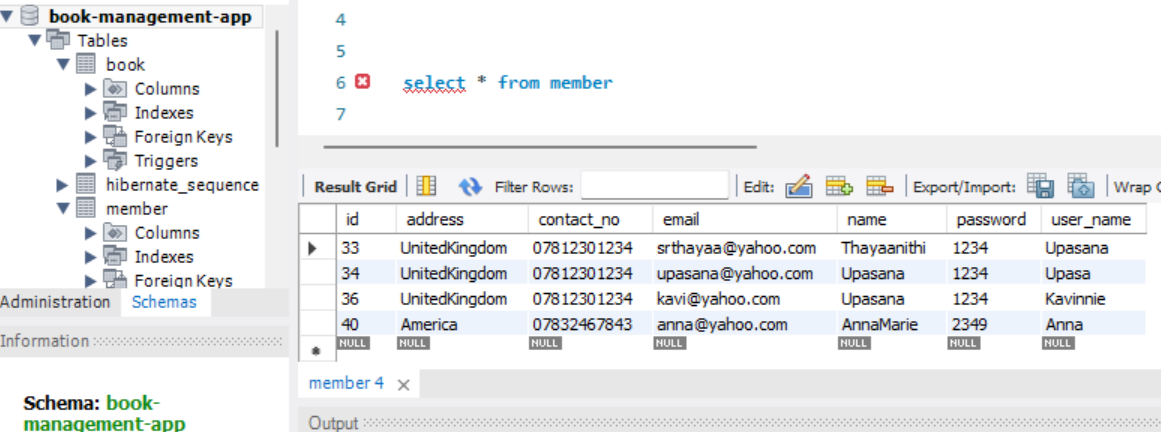 book-management-app
Tables
book
Columns
Indexes
Foreign Keys
Triggers
hibernate_sequence
member
Columns
Indexes
Foreign Keys
Administration Schemas
Information
Schema: book-
management-app
4
5
6 select * from member
7
Result Grid Filter Rows: Edit: Export/Import: Wrap C
id address contact_no email name password user_name
33 UnitedKingdom 07812301234 srthayaa@yahoo.com Thayaanithi 1234 Upasana
34 UnitedKingdom 07812301234 upasana@yahoo.com Upasana 1234 Upasa
36 UnitedKingdom 07812301234 kavi@yahoo.com Upasana 1234 Kavinnie
40 America 07832467843 anna@yahoo.com AnnaMarie 2349 Anna
NULL NULL NULL NULL NULL NULL NULL
member 4
Output